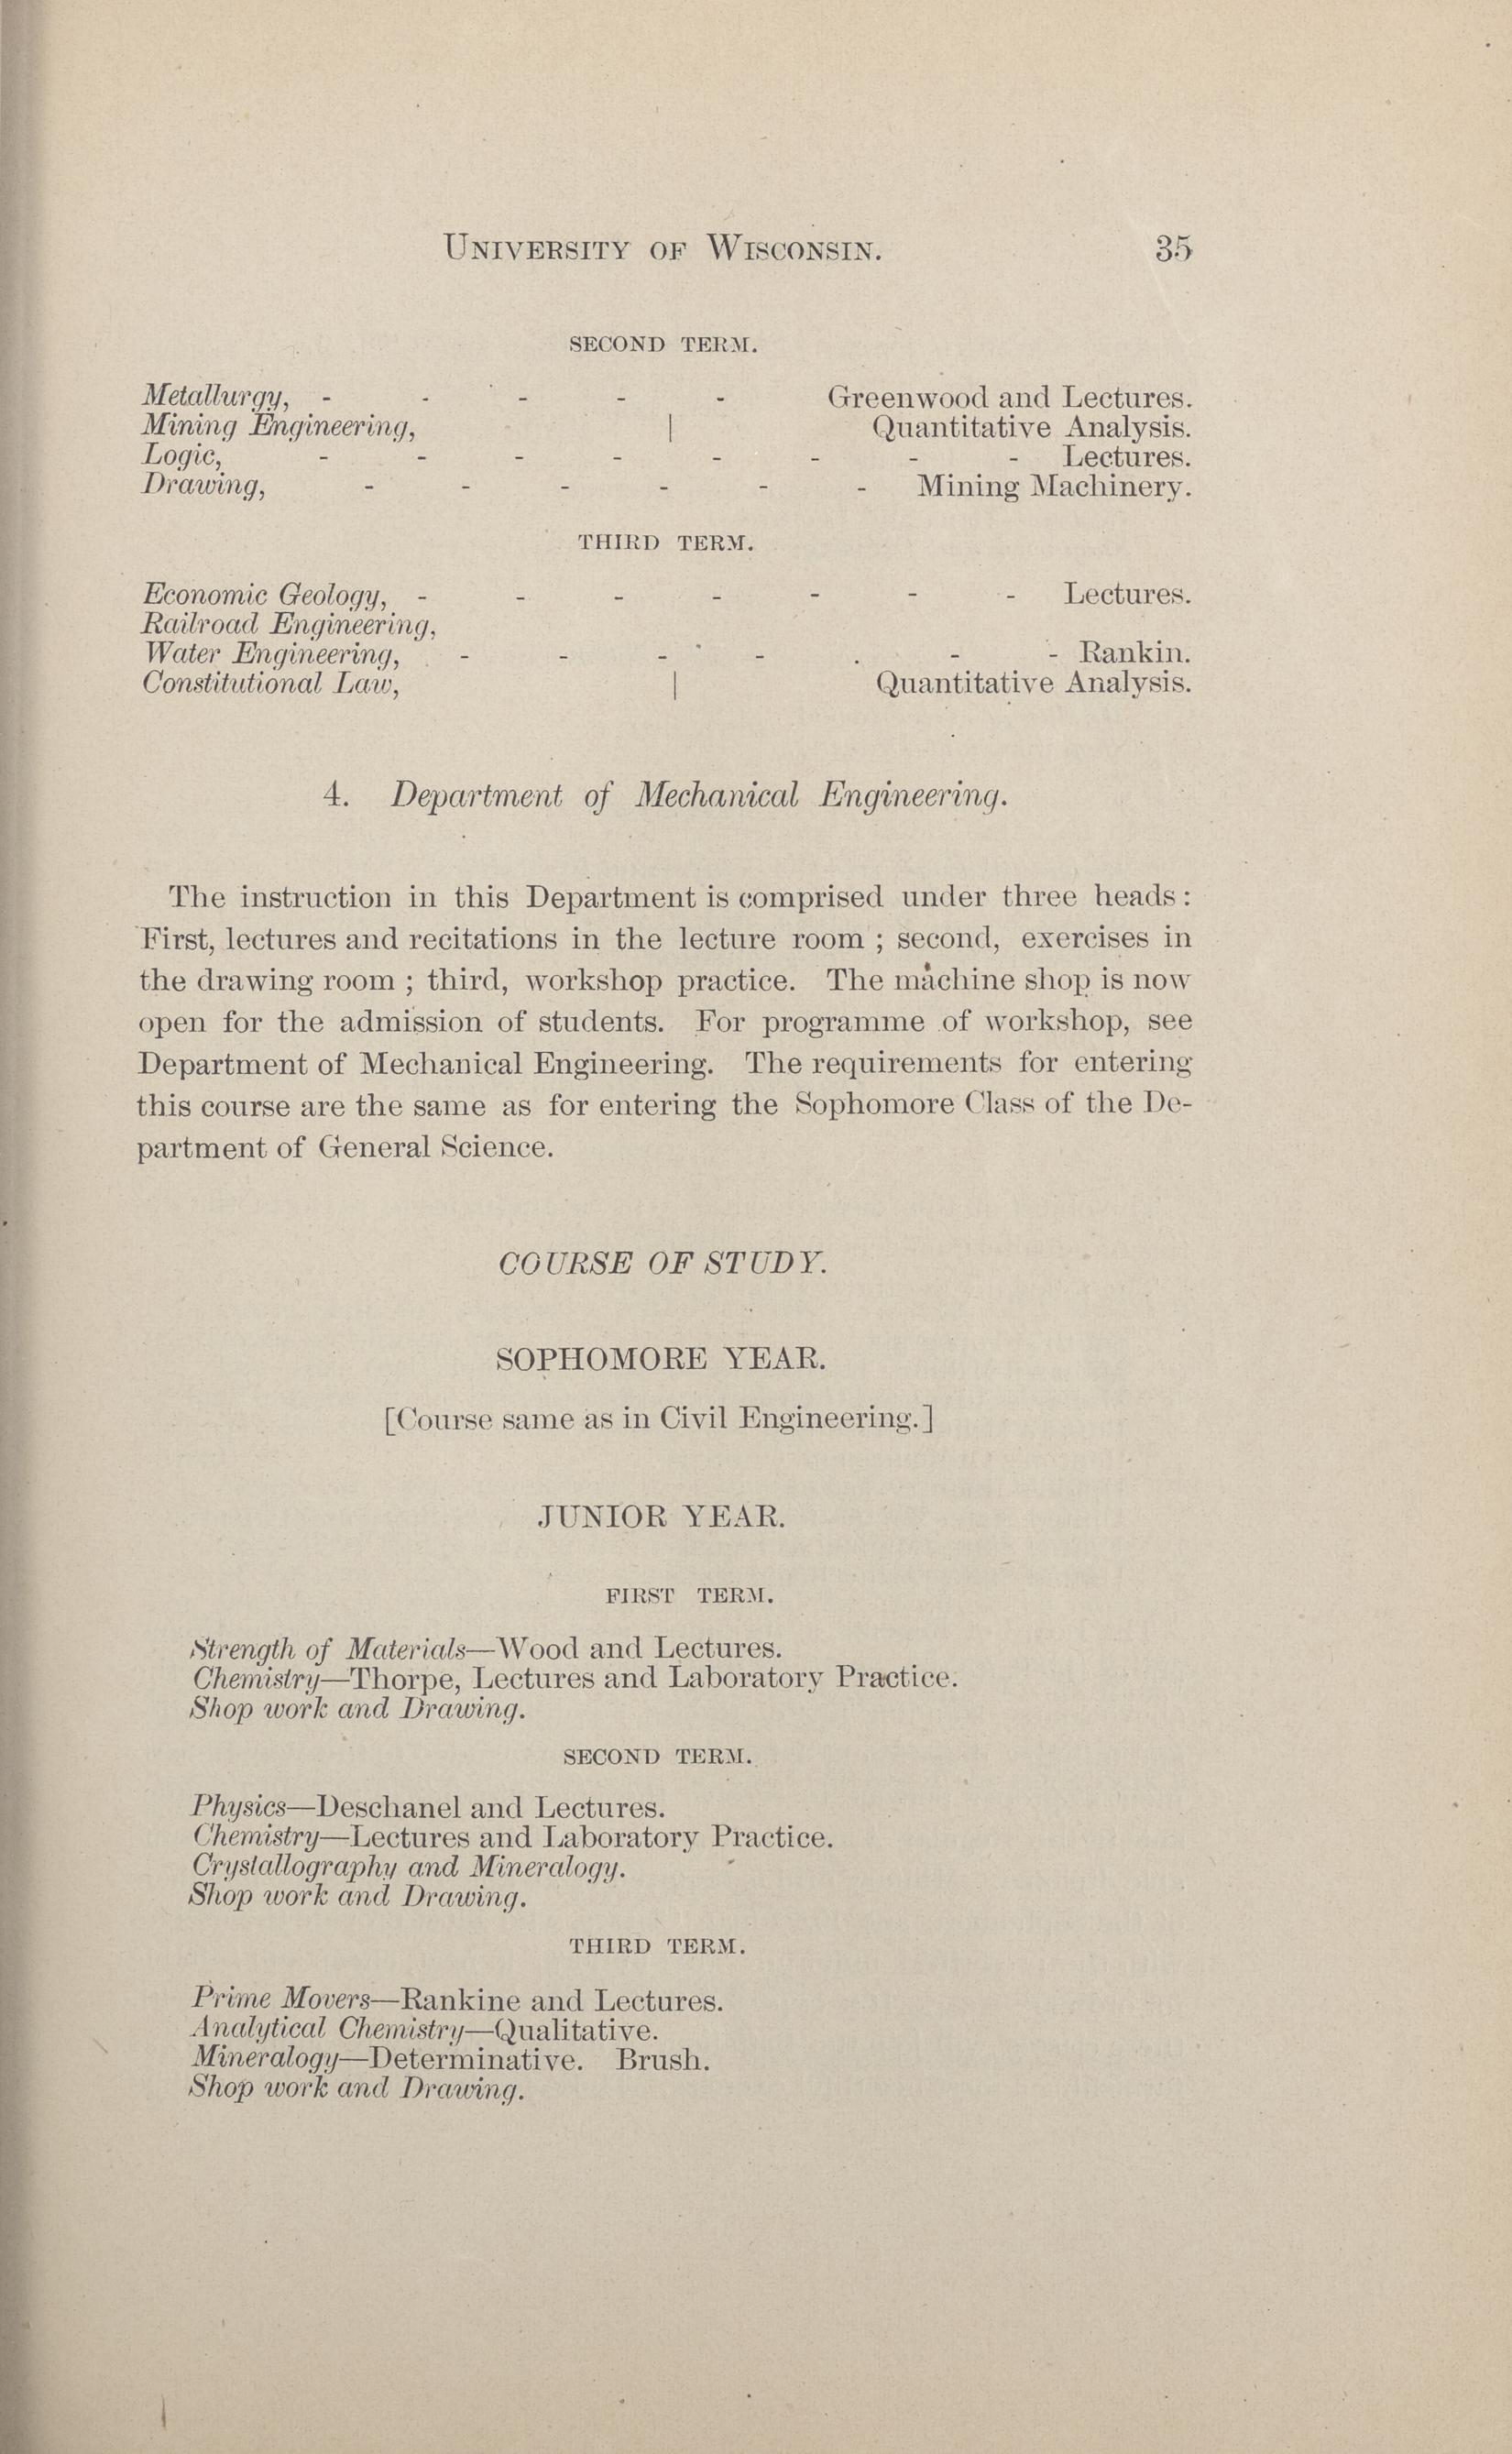 UNIVERSITY OF WISCONSIN. 35
SECOND TERM.
Metallurgy, - - - - - Greenwood and Lectures.
Mining Engineering, | Quantitative Analysis.
Logic, - - - - - - - - Lectures.
Drawing, - - - - - - Mining Machinery.
THIRD TERM.
Economic Geology, - - - - - - - Lectures.
Railroad Engineering,
Water Engineering, - - - - . - - Rankin.
Constitutional Law, | Quantitative Analysis.
4. Department of Mechanical Engineering.
The instruction in this Department is comprised under three heads :
First, lectures and recitations in the lecture room ; second, exercises in
the drawing room ; third, workshop practice. The machine shop is now
open for the admission of students. For programme of workshop, see
Department of Mechanical Engineering. The requirements for entering
this course are the same as for entering the Sophomore Class of the De-
partment of General Science.
COURSE OF STUDY.
SOPHOMORE YEAR.
[Course same as in Civil Engineering.]
JUNIOR YEAR.
FIRST TERM.
Strength of Materials—Wood and Lectures.
Chemistry—Thorpe, Lectures and Laboratory Practice.
Shop work and Drawing.
SECOND TERM.
Physics—Deschanel and Lectures.
Chemistry—Lectures and Laboratory Practice.
Crystallography and Mineralogy.
Shop work and Drawing.
THIRD TERM.
Prime Movers—Rankine and Lectures.
Analytical Chemistry—Qualitative.
Mineralogy—Determinative. Brush.
Shop work and Drawing.